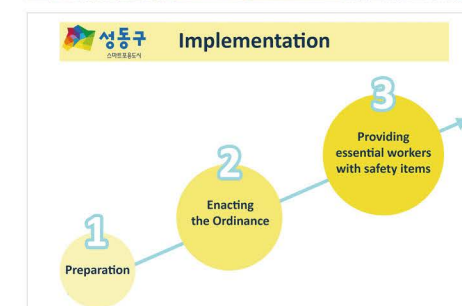 성동구
스마트포용도시
Implementation
1
Preparation
2
Enacting
the Ordinance
3
Providing
essential workers
with safety items